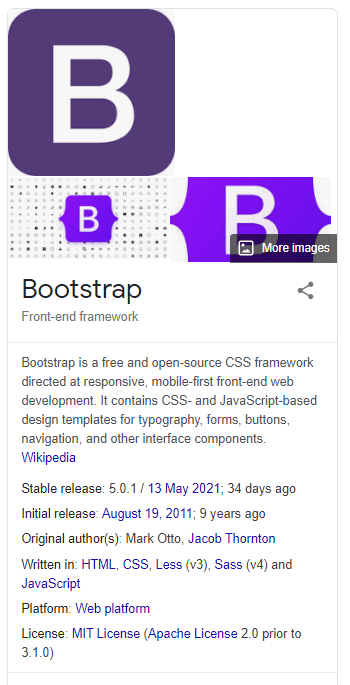 B
B
B
More images
Bootstrap
Front-end framework
Bootstrap is a free and open-source CSS framework
directed at responsive, mobile-first front-end web
development. It contains CSS- and JavaScript-based
design templates for typography, forms, buttons,
navigation, and other interface components.
Wikipedia
Stable release: 5.0.1 / 13 May 2021; 34 days ago
Initial release: August 19, 2011; 9 years ago
Original author(s): Mark Otto, Jacob Thornton
Written in: HTML, CSS, Less (v3), Sass (v4) and
JavaScript
Platform: Web platform
License: MIT License (Apache License 2.0 prior to
3.1.0)